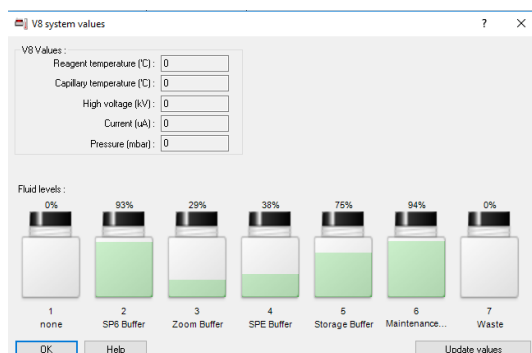 V8 system values
? X
V8 Values :
Reagent temperature (°C) : 0
Capillary temperature (°C) : 0
High voltage (kV) : 0
Current (uA) : 0
Pressure (mbar) : 0
Fluid levels :
0% 93% 29% 38% 75% 94% 0%
1 2 3 4 5 6 7
none SP6 Buffer Zoom Buffer SPE Buffer Storage Buffer Maintenance... Waste
OK Help Update values